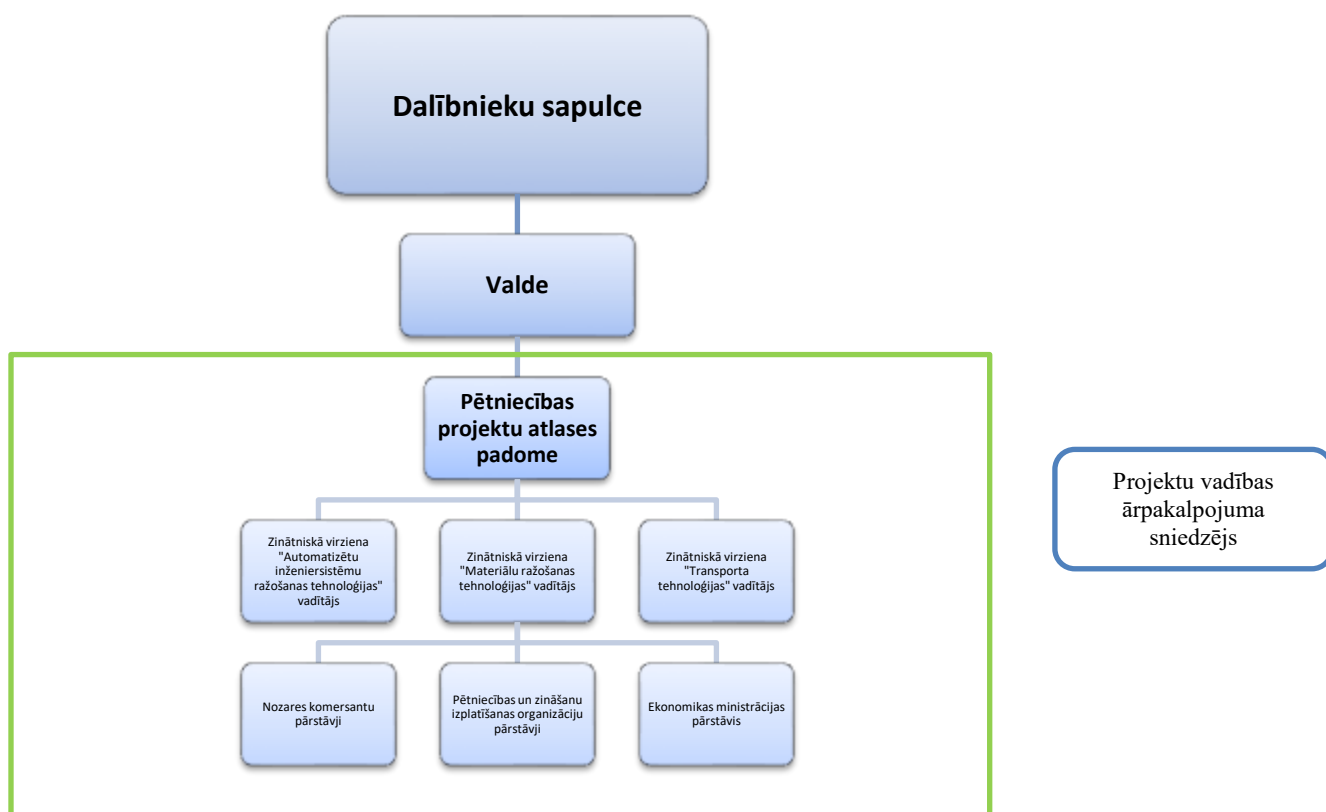 Dalībnieku sapulce
Valde
Pētniecības
projektu atlases
padome
Zinātniskā virziena
"Automatizētu
inženiersistēmu
ražošanas tehnoloģijas"
vadītājs
Zinātniskā virziena
"Materiālu ražošanas
tehnoloģijas" vadītājs
Zinātniskā virziena
"Transporta
tehnoloģijas" vadītājs
Nozares komersantu
pārstāvji
Pētniecības un zināšanu
izplatīšanas organizāciju
pārstāvji
Ekonomikas ministrācijas
pārstāvis
Projektu vadības
ārpakalpojuma
sniedzējs